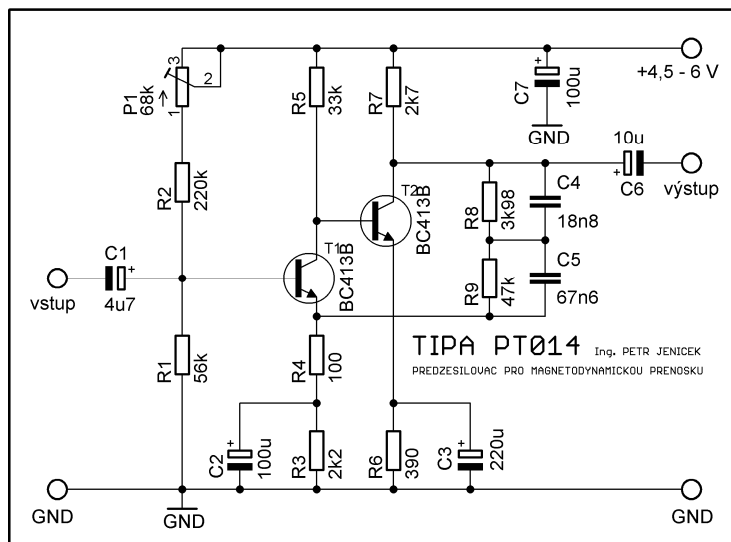 3
2
1
P1
68k
R5
33k
R7
2k7
+
C7
100u
GND
+4,5 - 6 V
10u
+
C6
výstup
R2
220k
T2
BC413B
R8
3k98
C4
18n8
C1
+
4u7
vstup
T1
BC413B
R9
47k
C5
67n6
R1
56k
R4
100
TIPA PT014 Ing. PETR JENICEK
PREDZESILOVAC PRO MAGNETODYNAMICKOU PRENOSKU
+
C2
100u
R3
2k2
R6
390
+
C3
220u
GND
GND
GND